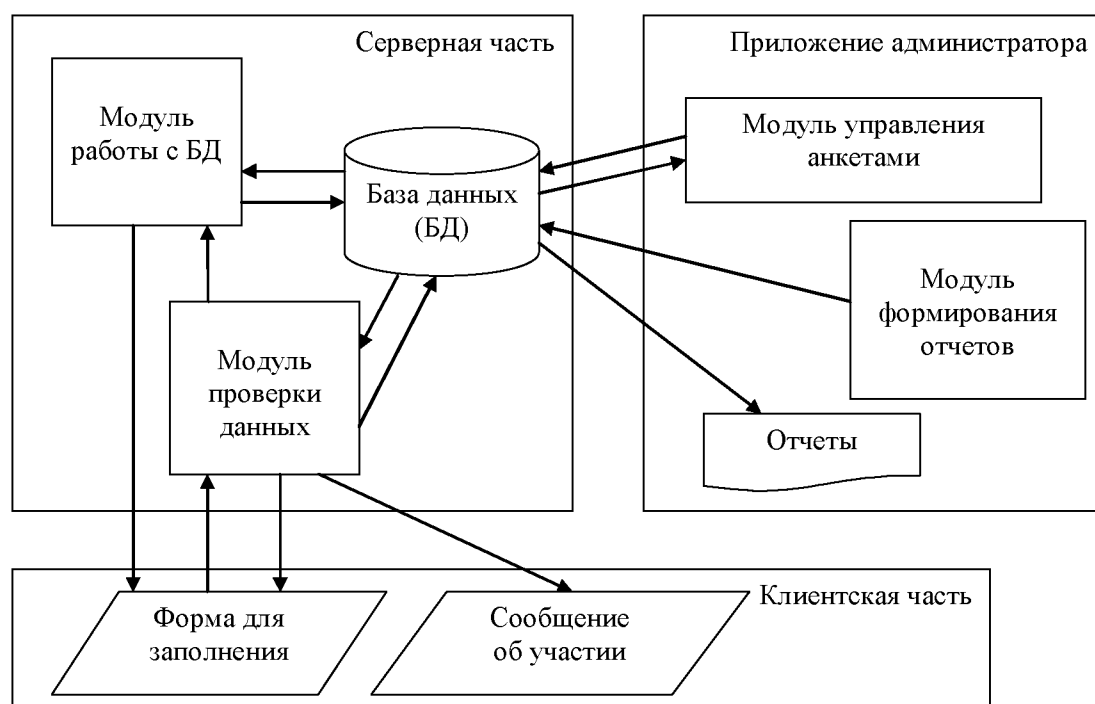 Серверная часть
Модуль
работы с БД
База данных
(БД)
Модуль
проверки
данных
Приложение администратора
Модуль управления
анкетами
Модуль
формирования
отчетов
Отчеты
Клиентская часть
Форма для
заполнения
Сообщение
об участии